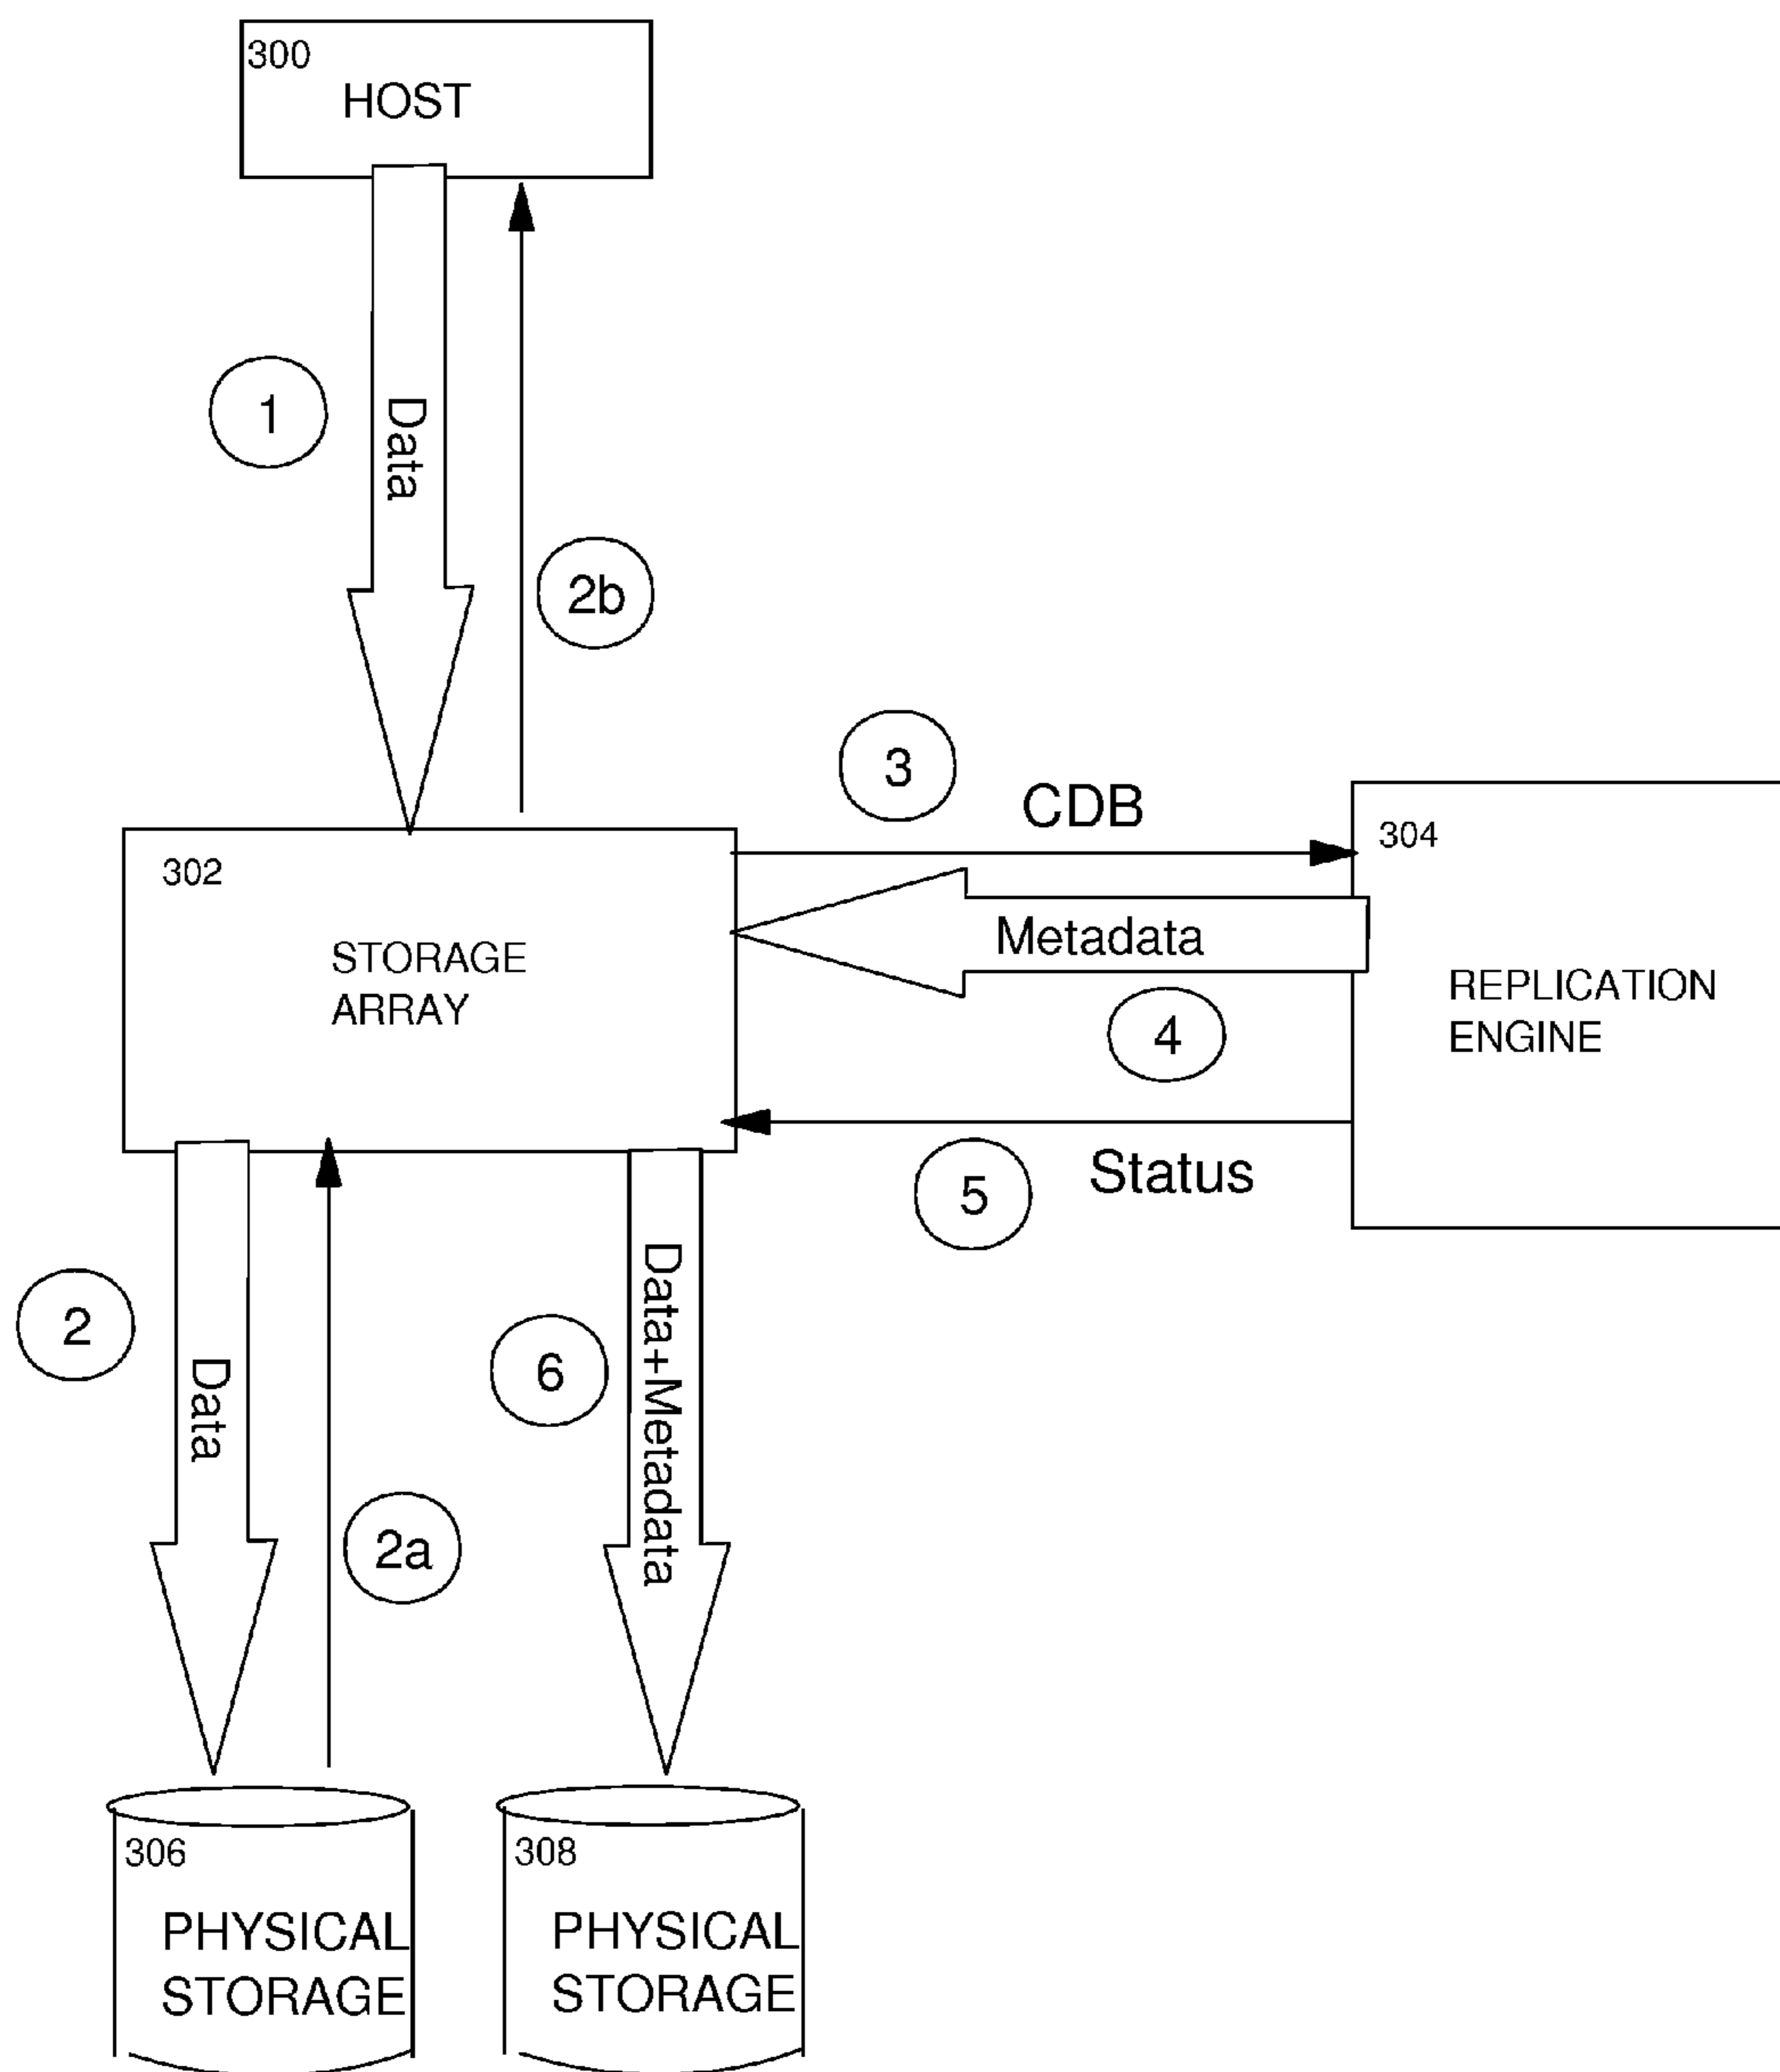 300
HOST
1
Data
2b
3
CDB
304
302
Metadata
STORAGE
ARRAY
REPLICATION
ENGINE
4
5
Status
2
Data
6
Data+Metadata
2a
306
308
PHYSICAL
STORAGE
PHYSICAL
STORAGE